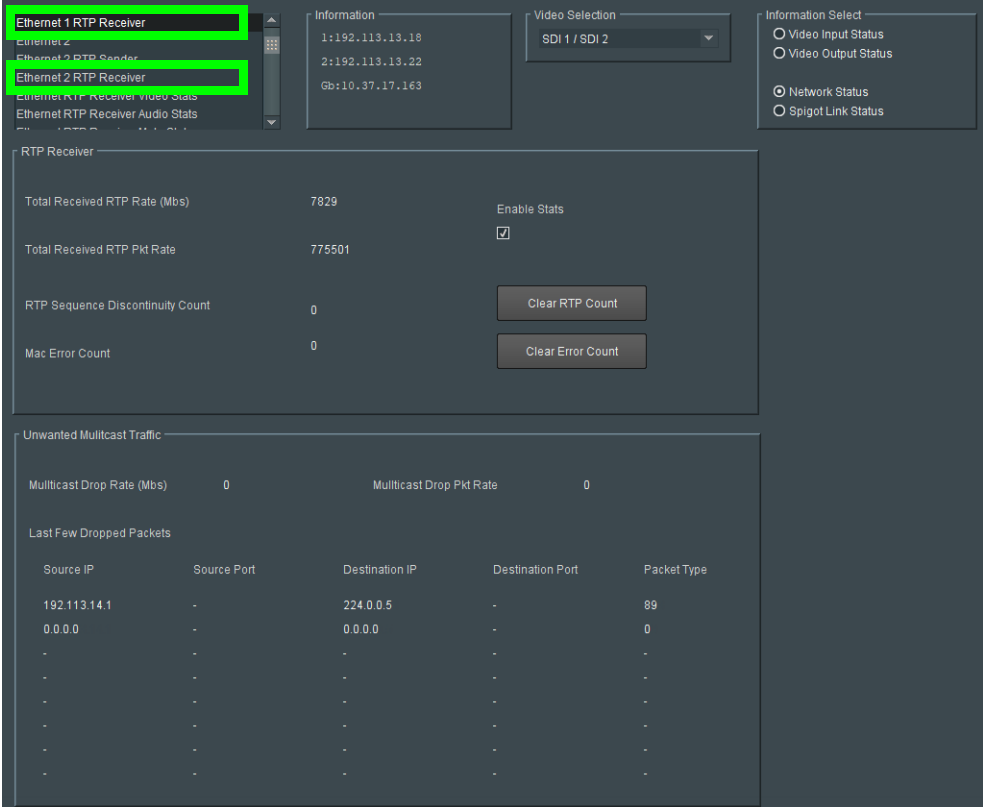 Ethernet 1 RTP Receiver
Ethernet 2
Ethernet 2 RTP Sender
Ethernet 2 RTP Receiver
Ethernet RTP Receiver Video Stats
Ethernet RTP Receiver Audio Stats
Information
1:192.113.13.18
2:192.113.13.22
Gb:10.37.17.163
Video Selection
SDI 1 / SDI 2
Information Select
Video Input Status
Video Output Status
Network Status
Spigot Link Status
RTP Receiver
Total Received RTP Rate (Mbs) 7829
Enable Stats
Total Received RTP Pkt Rate 775501
RTP Sequence Discontinuity Count 0 Clear RTP Count
Mac Error Count 0 Clear Error Count
Unwanted Mulitcast Traffic
Mullticast Drop Rate (Mbs) 0 Mullticast Drop Pkt Rate 0
Last Few Dropped Packets
Source IP Source Port Destination IP Destination Port Packet Type
192.113.14.1 - 224.0.0.5 - 89
0.0.0.0 - 0.0.0.0 - 0
- - - - -
- - - - -
- - - - -
- - - - -
- - - - -
- - - - -